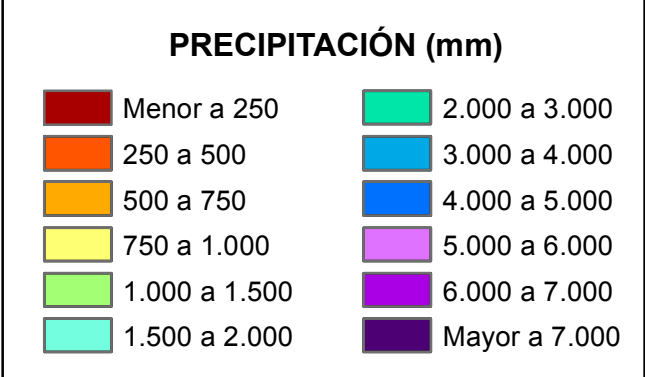 PRECIPITACIÓN (mm)
Menor a 250
250 a 500
500 a 750
750 a 1.000
1.000 a 1.500
1.500 a 2.000
2.000 a 3.000
3.000 a 4.000
4.000 a 5.000
5.000 a 6.000
6.000 a 7.000
Mayor a 7.000